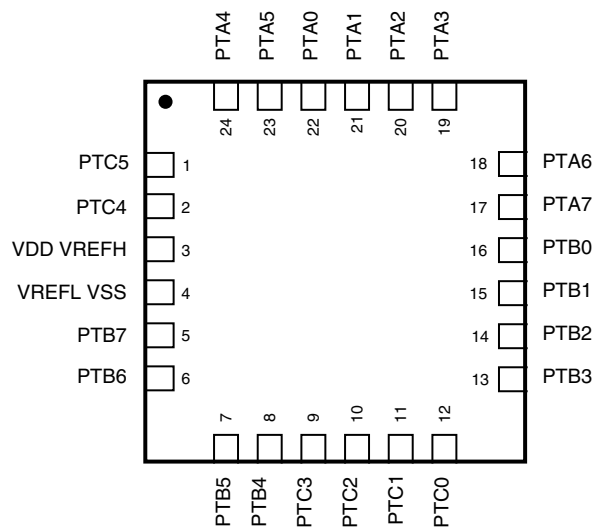 PTA4 PTA5 PTA0 PTA1 PTA2 PTA3
24 23 22 21 20 19
PTC5 1 18 PTA6
PTC4 2 17 PTA7
VDD VREFH 3 16 PTB0
VREFL VSS 4 15 PTB1
PTB7 5 14 PTB2
PTB6 6 13 PTB3
7 8 9 10 11 12
PTB5 PTB4 PTC3 PTC2 PTC1 PTC0